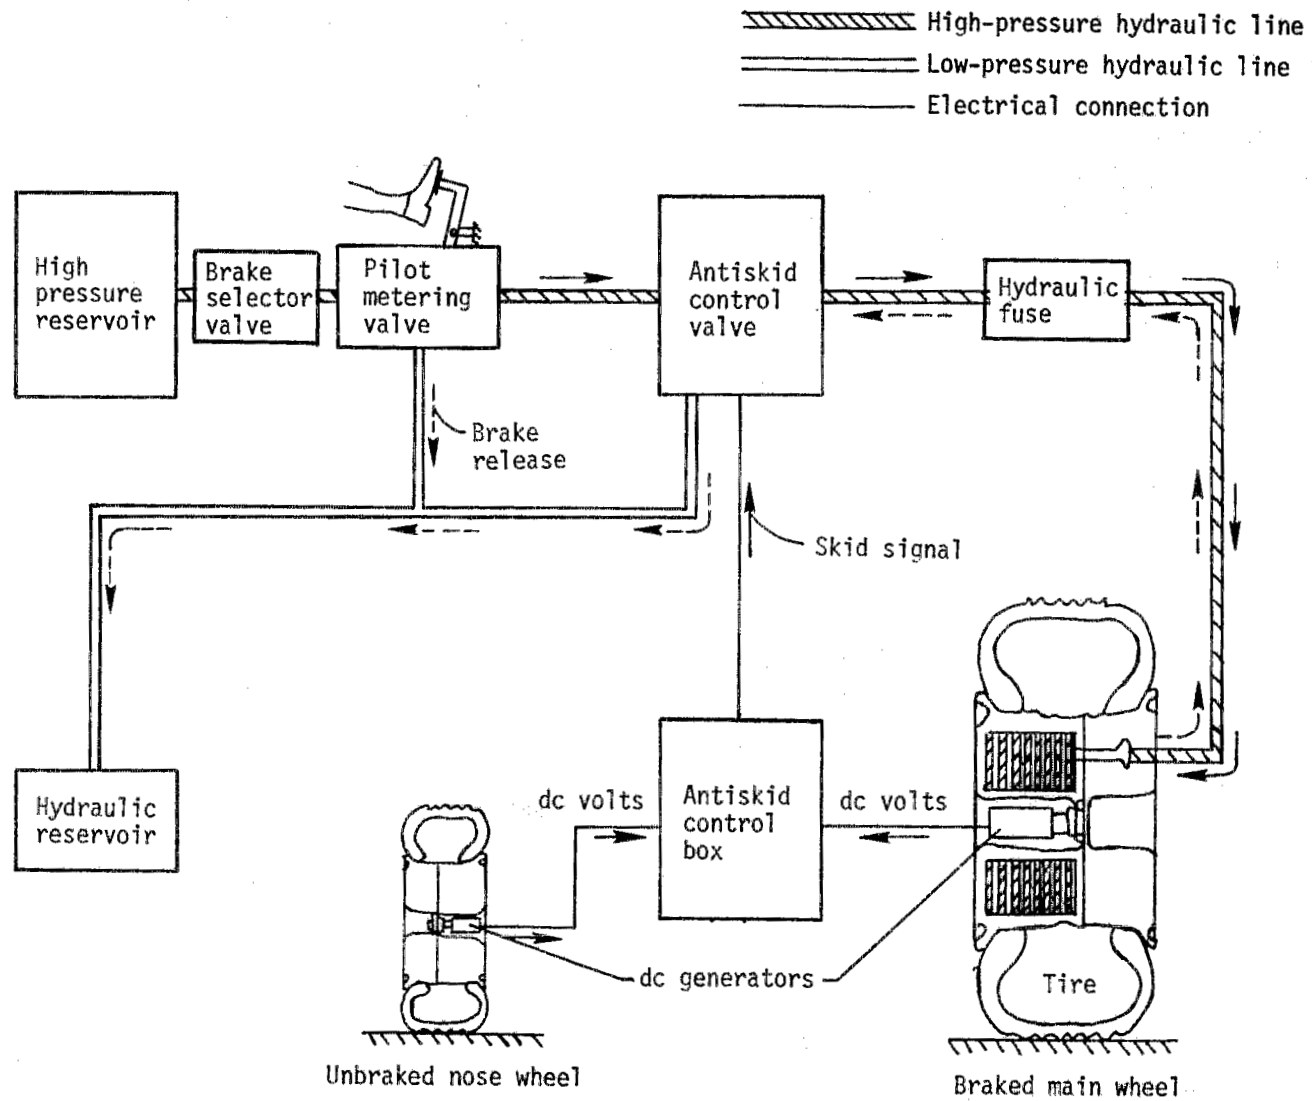 High-pressure hydraulic line
Low-pressure hydraulic line
Electrical connection
High
pressure
reservoir
Brake
selector
valve
Pilot
metering
valve
Antiskid
control
valve
Hydraulic
fuse
Brake
release
Skid signal
Hydraulic
reservoir
dc volts
Antiskid
control
box
dc volts
dc generators
Tire
Unbraked nose wheel
Braked main wheel